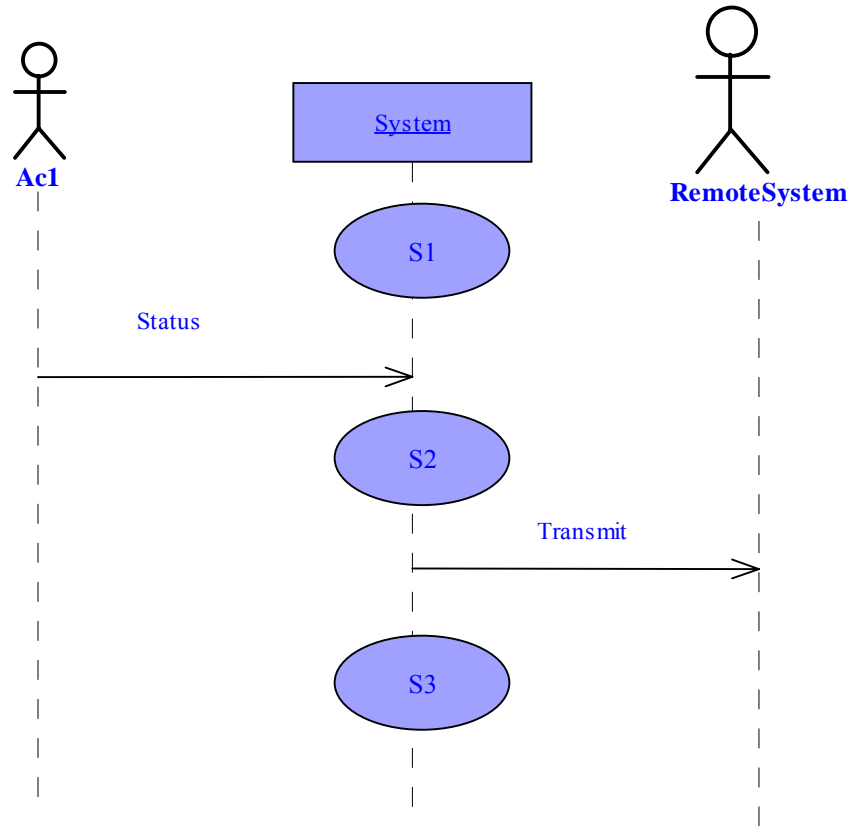 System
Ac1
RemoteSystem
S1
Status
S2
Transmit
S3